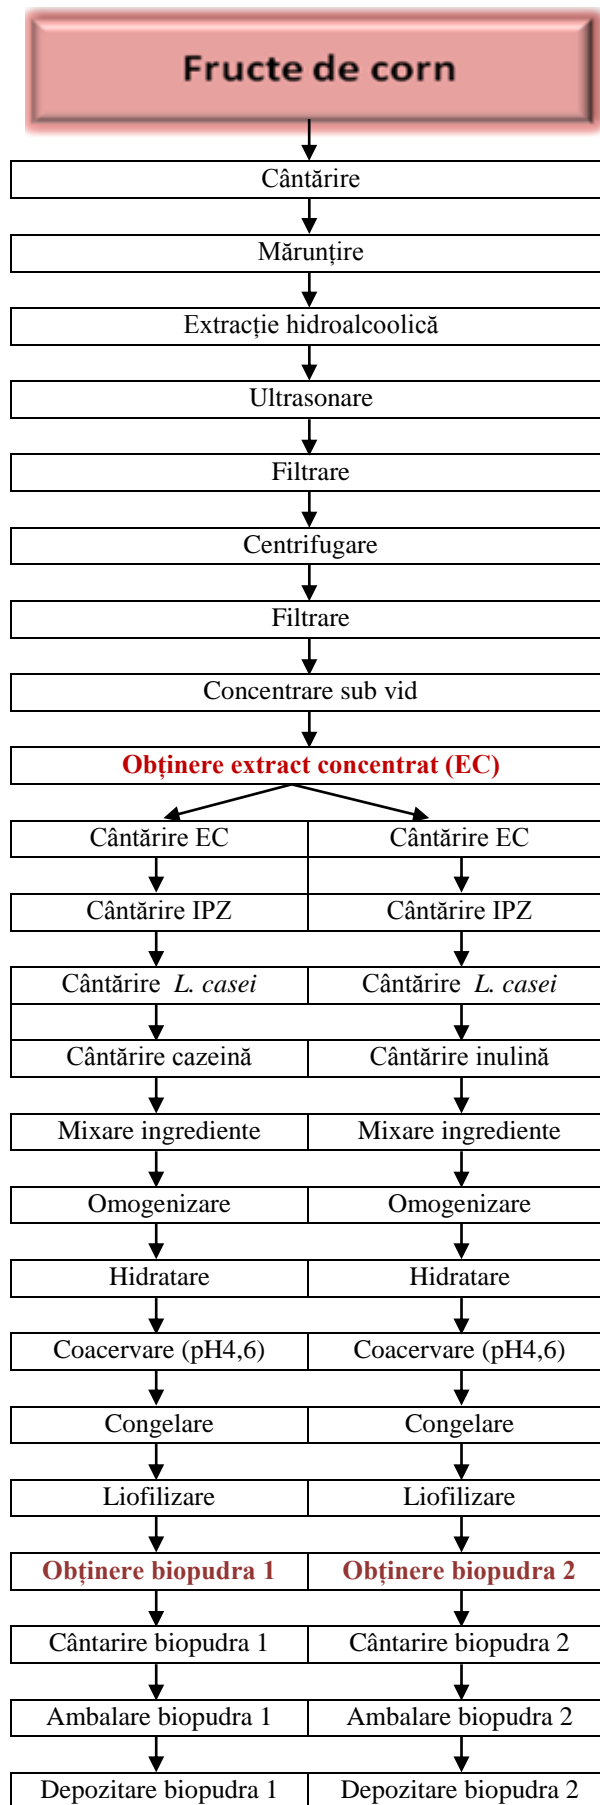 Fructe de corn
Cântărire
Mărunțire
Extracție hidroalcoolică
Ultrasonare
Filtrare
Centrifugare
Filtrare
Concentrare sub vid
Obținere extract concentrat (EC)
Cântărire EC Cântărire EC
Cântărire IPZ Cântărire IPZ
Cântărire L. casei Cântărire L. casei
Cântărire cazeină Cântărire inulină
Mixare ingrediente Mixare ingrediente
Omogenizare Omogenizare
Hidratare Hidratare
Coacervare (pH4,6) Coacervare (pH4,6)
Congelare Congelare
Liofilizare Liofilizare
Obținere biopudra 1 Obținere biopudra 2
Cântarire biopudra 1 Cântarire biopudra 2
Ambalare biopudra 1 Ambalare biopudra 2
Depozitare biopudra 1 Depozitare biopudra 2